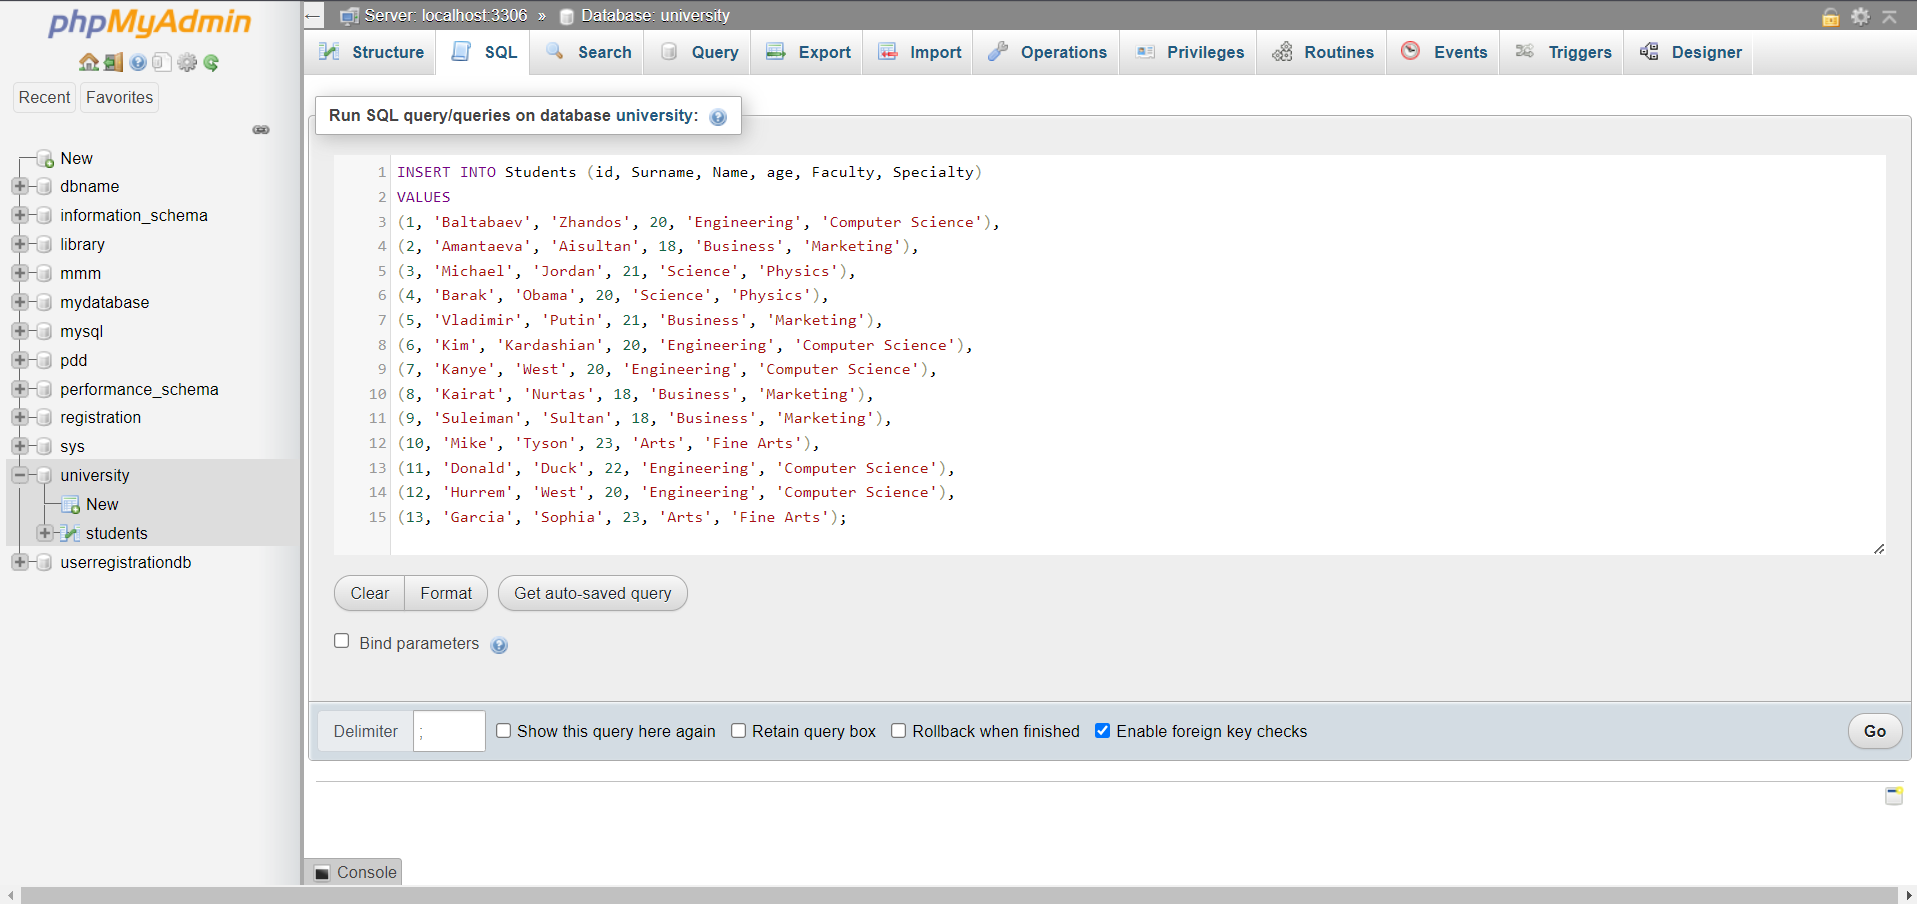 phpMyAdmin
Recent Favorites
New
dbname
information_schema
library
mmm
mydatabase
mysql
pdd
performance_schema
registration
sys
university
New
students
userregistrationdb
Server: localhost:3306 » Database: university
Structure SQL Search Query Export Import Operations Privileges Routines Events Triggers Designer
Run SQL query/queries on database university:
1 INSERT INTO Students (id, Surname, Name, age, Faculty, Specialty)
2 VALUES
3 (1, 'Baltabaev', 'Zhandos', 20, 'Engineering', 'Computer Science'),
4 (2, 'Amantaeva', 'Aisultan', 18, 'Business', 'Marketing'),
5 (3, 'Michael', 'Jordan', 21, 'Science', 'Physics'),
6 (4, 'Barak', 'Obama', 20, 'Science', 'Physics'),
7 (5, 'Vladimir', 'Putin', 21, 'Business', 'Marketing'),
8 (6, 'Kim', 'Kardashian', 20, 'Engineering', 'Computer Science'),
9 (7, 'Kanye', 'West', 20, 'Engineering', 'Computer Science'),
10 (8, 'Kairat', 'Nurtas', 18, 'Business', 'Marketing'),
11 (9, 'Suleiman', 'Sultan', 18, 'Business', 'Marketing'),
12 (10, 'Mike', 'Tyson', 23, 'Arts', 'Fine Arts'),
13 (11, 'Donald', 'Duck', 22, 'Engineering', 'Computer Science'),
14 (12, 'Hurrem', 'West', 20, 'Engineering', 'Computer Science'),
15 (13, 'Garcia', 'Sophia', 23, 'Arts', 'Fine Arts');
Clear Format Get auto-saved query
Bind parameters
Delimiter ; Show this query here again Retain query box Rollback when finished Enable foreign key checks Go
Console